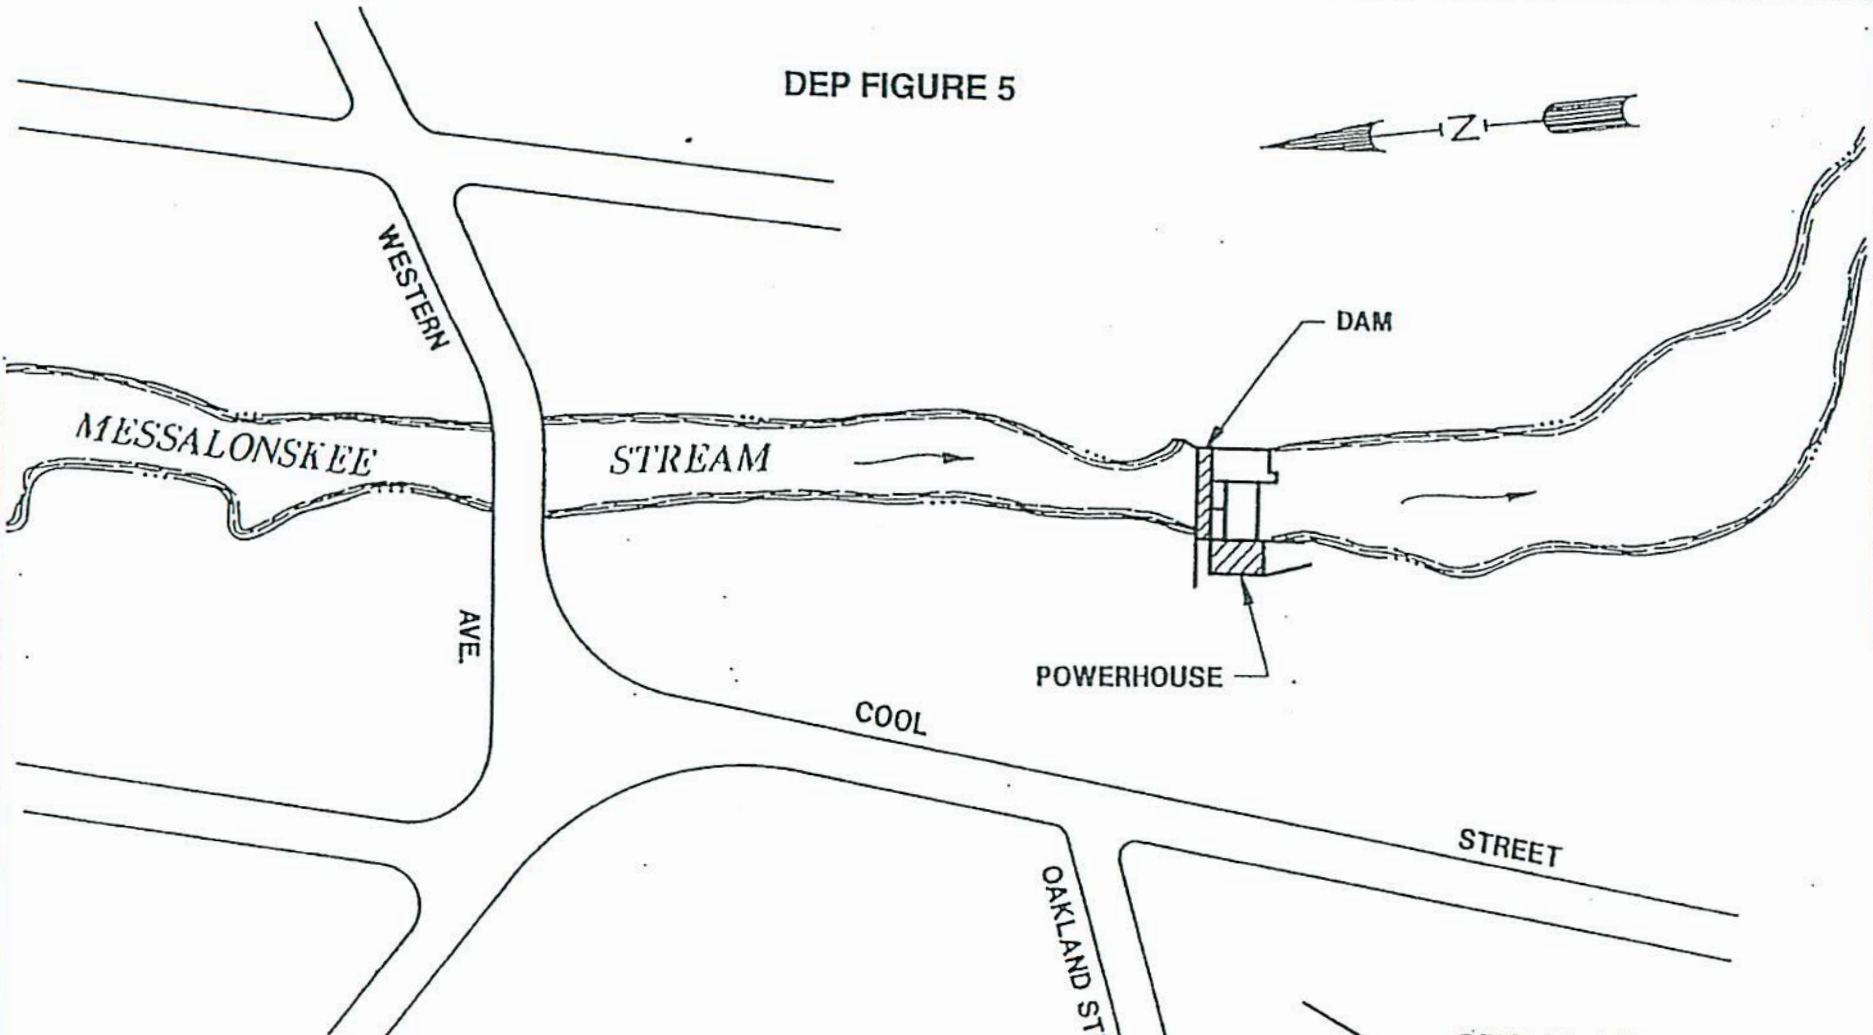 DEP FIGURE 5
N
WESTERN
AVE.
DAM
MESSALONSKEE
STREAM
POWERHOUSE
COOL
STREET
OAKLAND ST